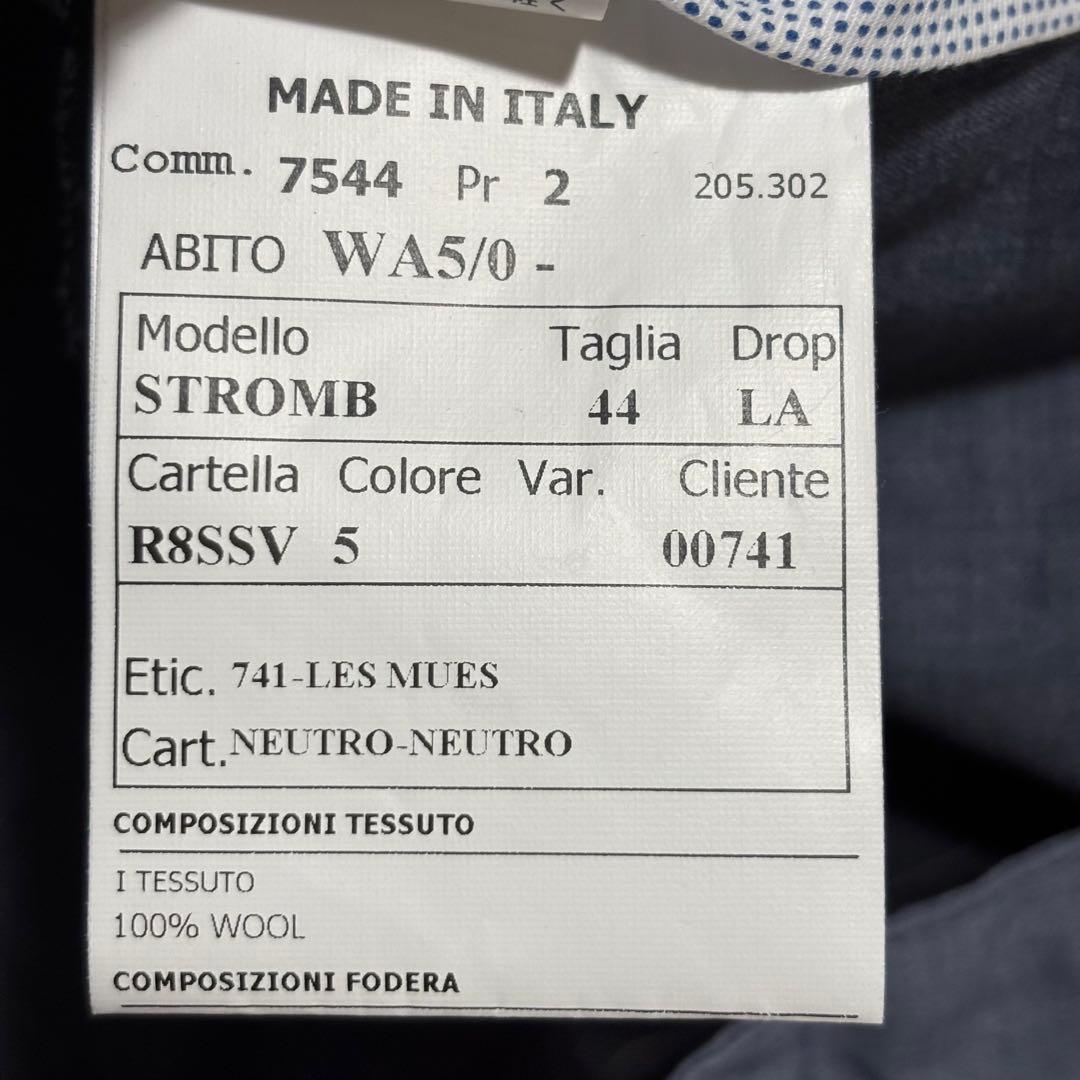 MADE IN ITALY
Comm. 7544 Pr 2 205.302
ABITO WA5/0 -
Modello Taglia Drop
STROMB 44 LA
Cartella Colore Var. Cliente
R8SSV 5 00741
Etic. 741-LES MUES
Cart. NEUTRO-NEUTRO
COMPOSIZIONI TESSUTO
I TESSUTO
100% WOOL
COMPOSIZIONI FODERA